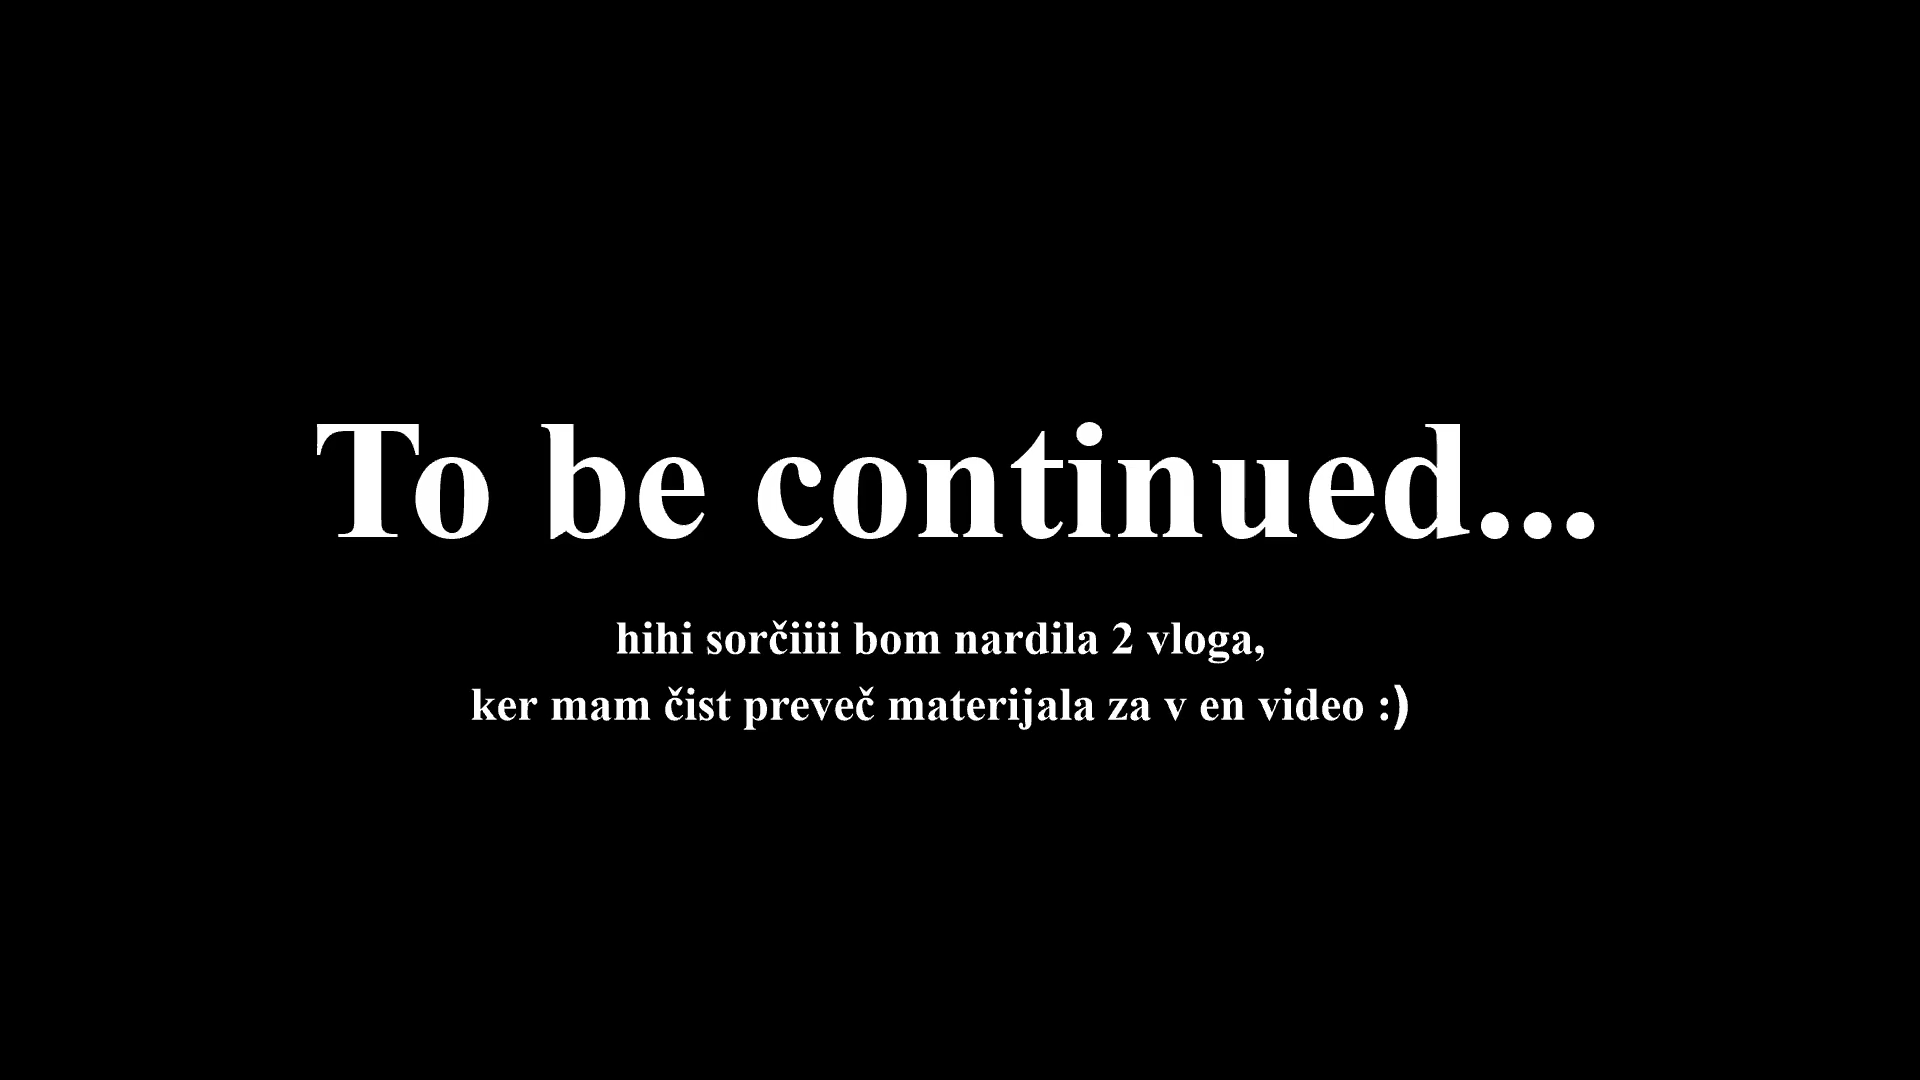 To be continued...
hihi sorčiiii bom nardila 2 vloga,
ker mam čist preveč materijala za v en video :)